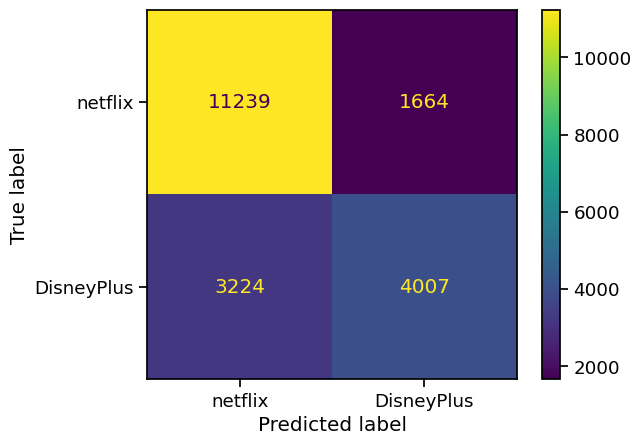 True label
netflix
11239
1664
DisneyPlus
3224
4007
netflix
DisneyPlus
Predicted label
10000
8000
6000
4000
2000